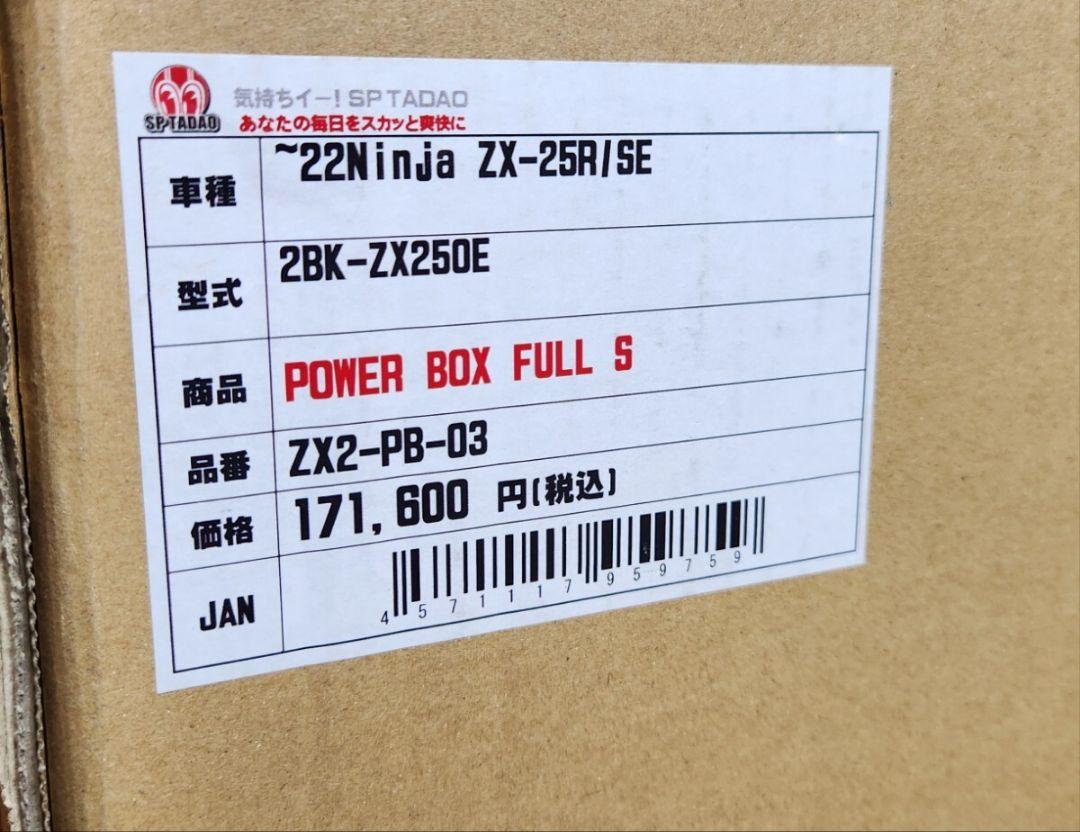 SP TADAO
気持ちイー! SP TADAO
あなたの毎日をスカッと爽快に
車種 ~22Ninja ZX-25R/SE
型式 2BK-ZX250E
商品 POWER BOX FULL S
品番 ZX2-PB-03
価格 171,600 円(税込)
JAN 4571117959759